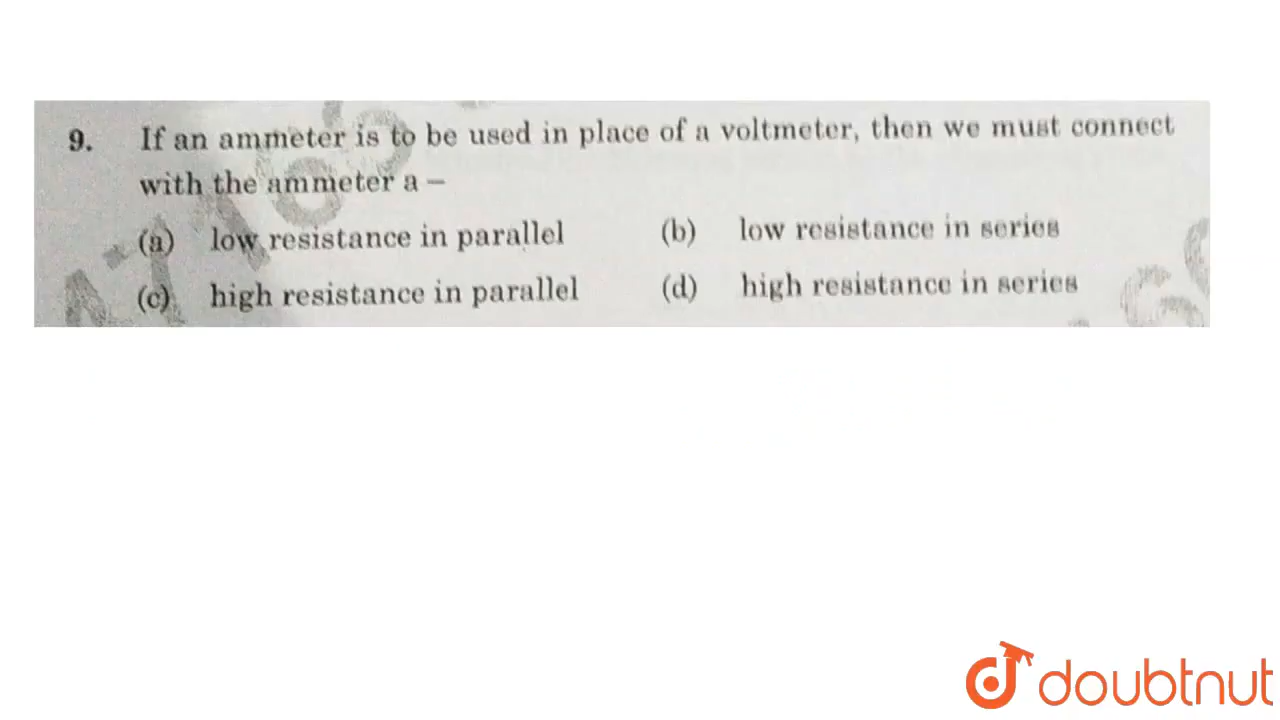 9. If an ammeter is to be used in place of a voltmeter, then we must connect
with the ammeter a –
(a) low resistance in parallel (b) low resistance in series
(c) high resistance in parallel (d) high resistance in series
doubtnut